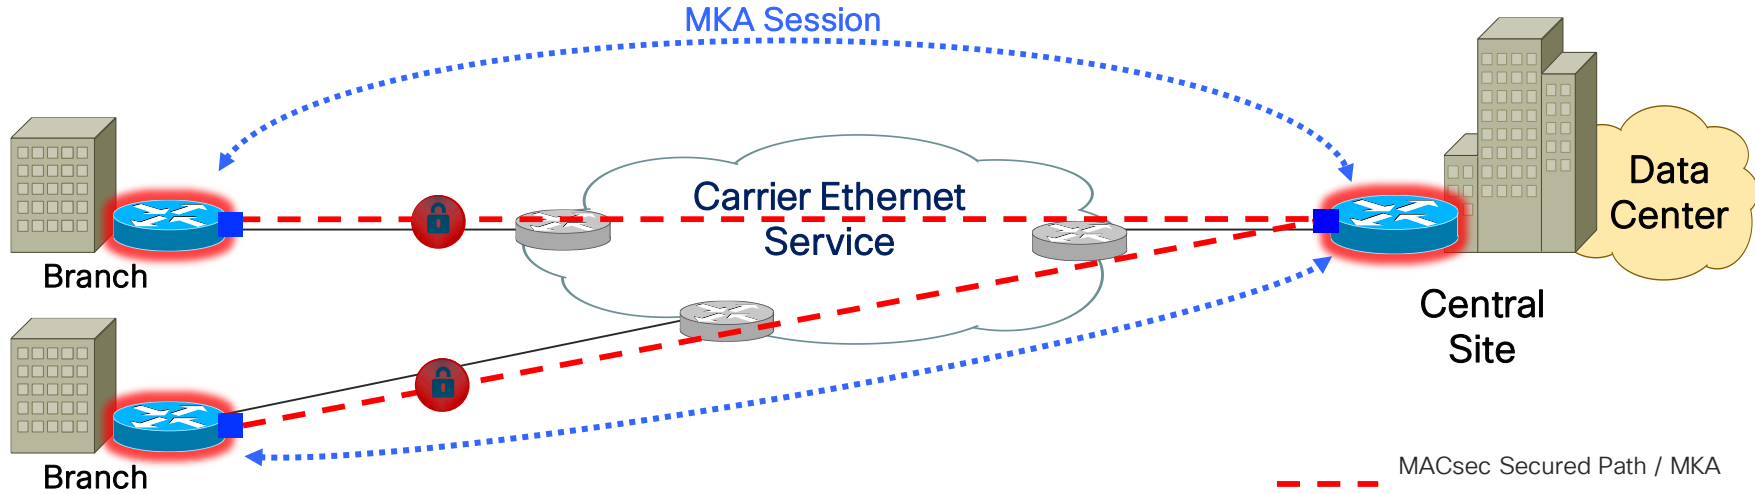 MKA Session
Carrier Ethernet
Service
Data
Center
Branch
Central
Site
Branch
MACsec Secured Path / MKA